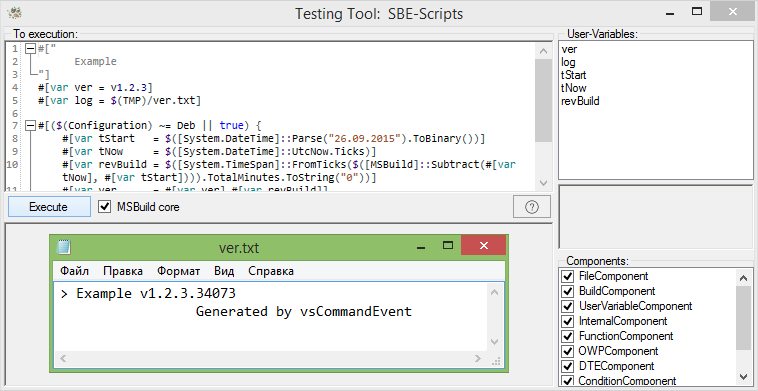 Testing Tool: SBE-Scripts
To execution:
1 #["
2 Example
3 "]
4 #[var ver = v1.2.3]
5 #[var log = $(TMP)/ver.txt]
6
7 #[($(Configuration) ~= Deb || true) {
8 #[var tStart = $([System.DateTime]::Parse("26.09.2015").ToBinary())]
9 #[var tNow = $([System.DateTime]::UtcNow.Ticks)]
10 #[var revBuild = $([System.TimeSpan]::FromTicks($([MSBuild]::Subtract(#[var
tNow], #[var tStart]))).TotalMinutes.ToString("0"))]
11 #[var ver = #[var ver].#[var revBuild]]
Execute
MSBuild core
?
ver.txt
Файл Правка Формат Вид Справка
> Example v1.2.3.34073
Generated by vsCommandEvent
User-Variables:
ver
log
tStart
tNow
revBuild
Components:
FileComponent
BuildComponent
UserVariableComponent
InternalComponent
FunctionComponent
OWPComponent
DTEComponent
ConditionComponent